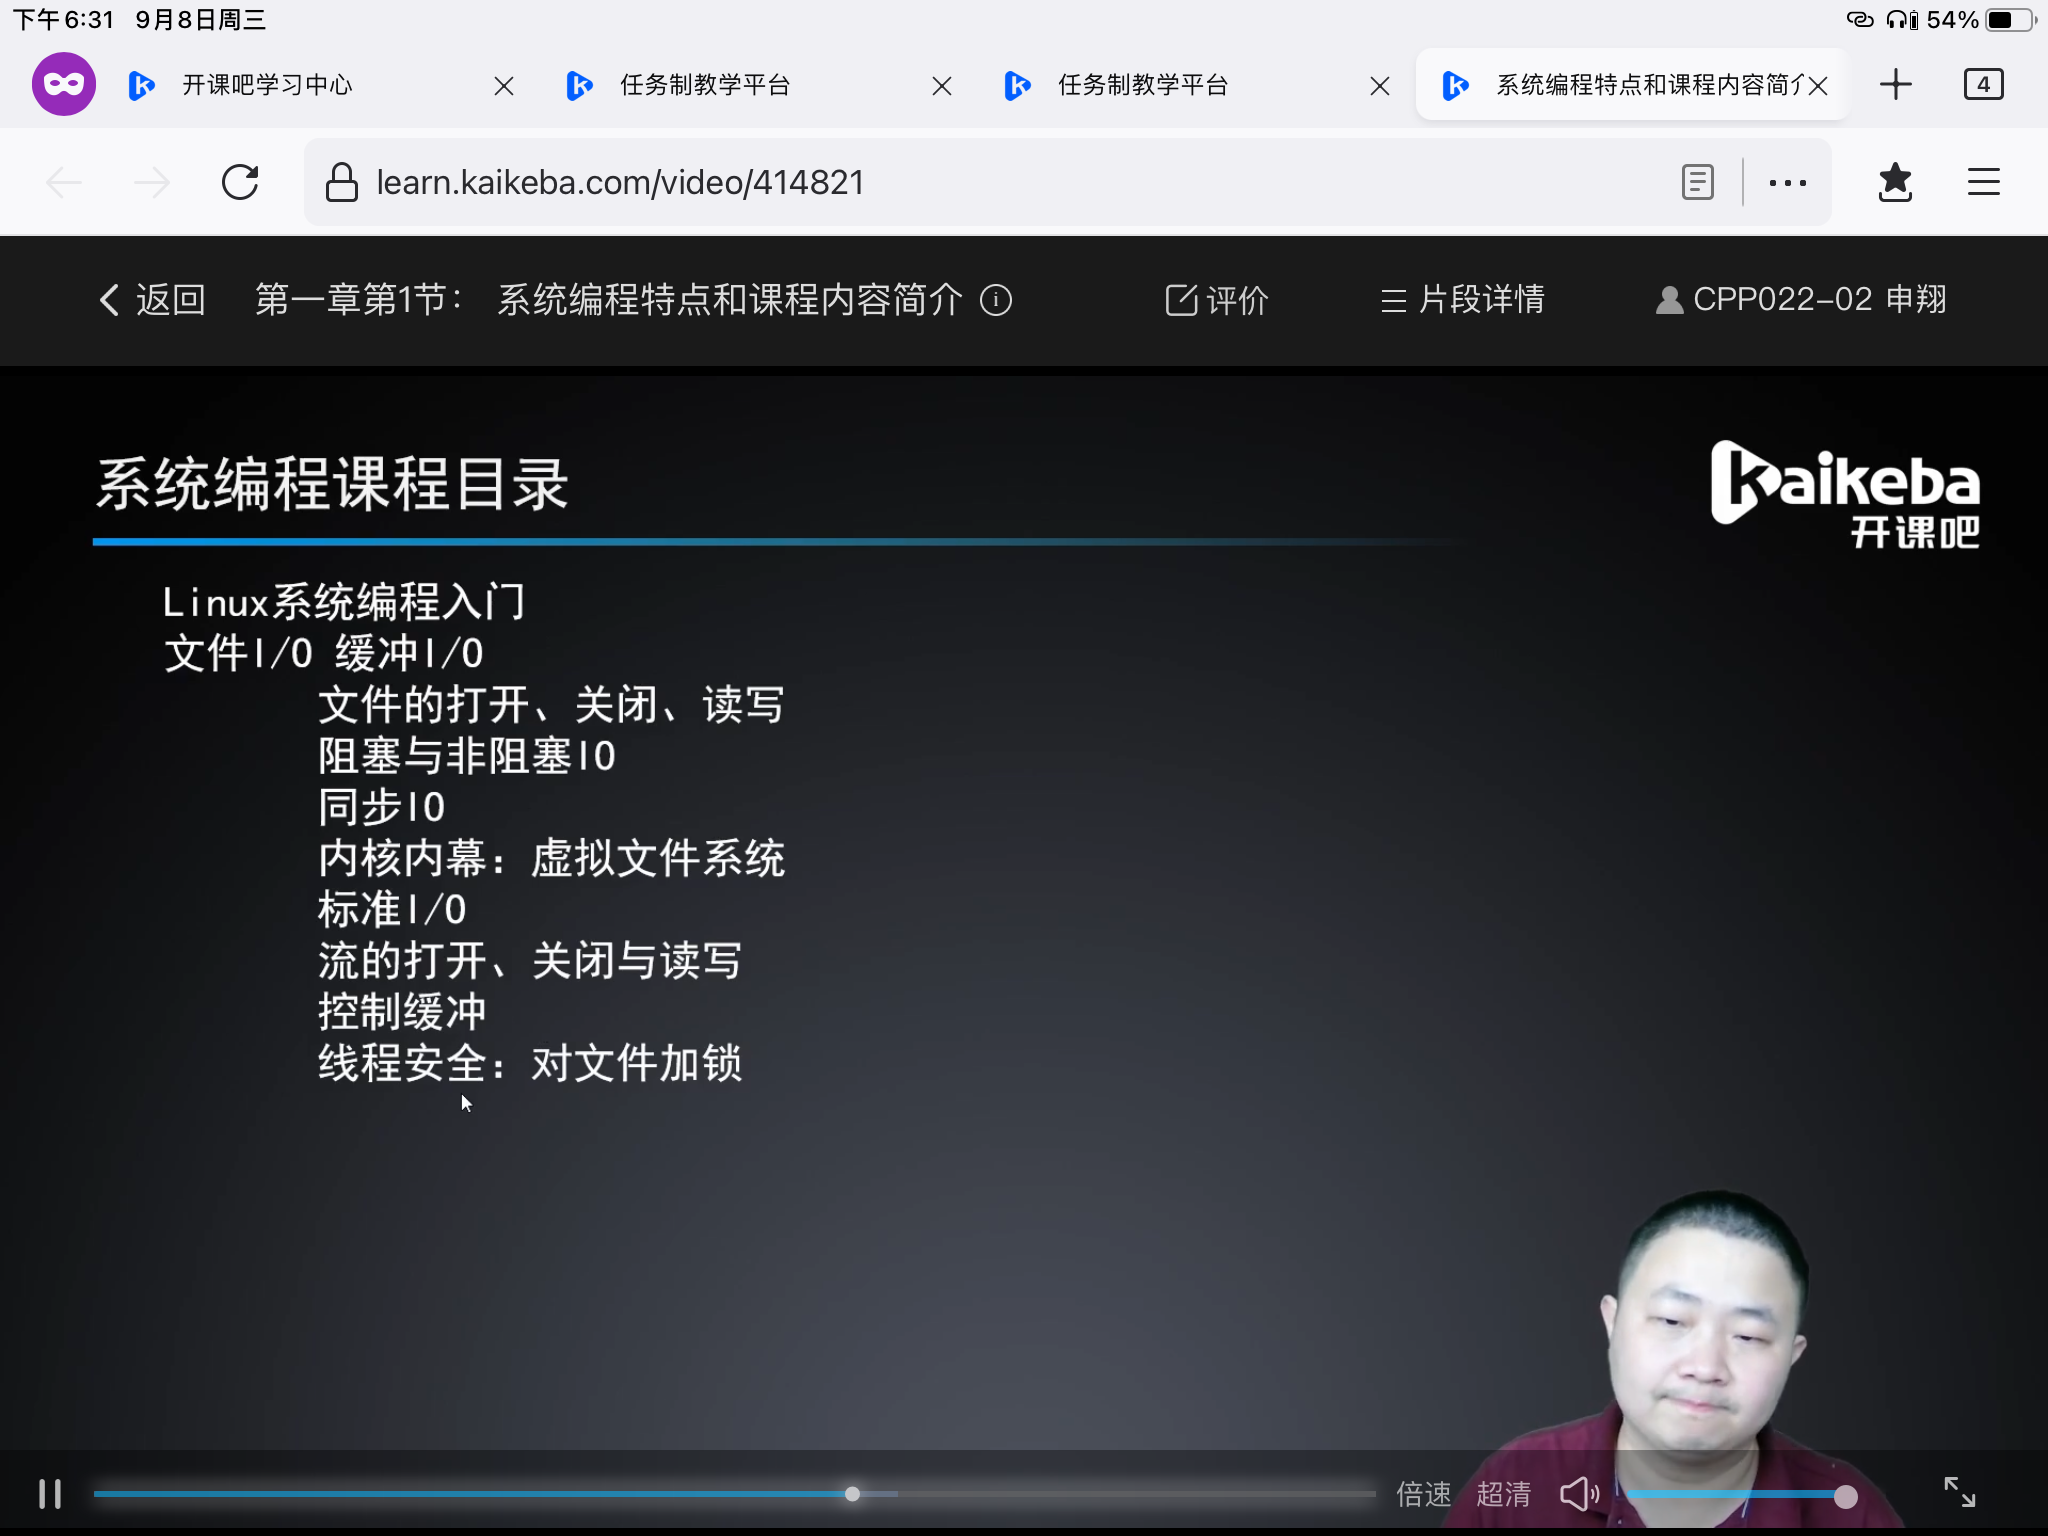 下午6:31 9月8日周三
54%
开课吧学习中心
任务制教学平台
任务制教学平台
系统编程特点和课程内容简介
4
learn.kaikeba.com/video/414821
返回 第一章第1节： 系统编程特点和课程内容简介
评价
片段详情
CPP022-02 申翔
系统编程课程目录
Kaikeba
开课吧
Linux系统编程入门
文件I/O 缓冲I/O
文件的打开、关闭、读写
阻塞与非阻塞IO
同步IO
内核内幕：虚拟文件系统
标准I/O
流的打开、关闭与读写
控制缓冲
线程安全：对文件加锁
倍速 超清